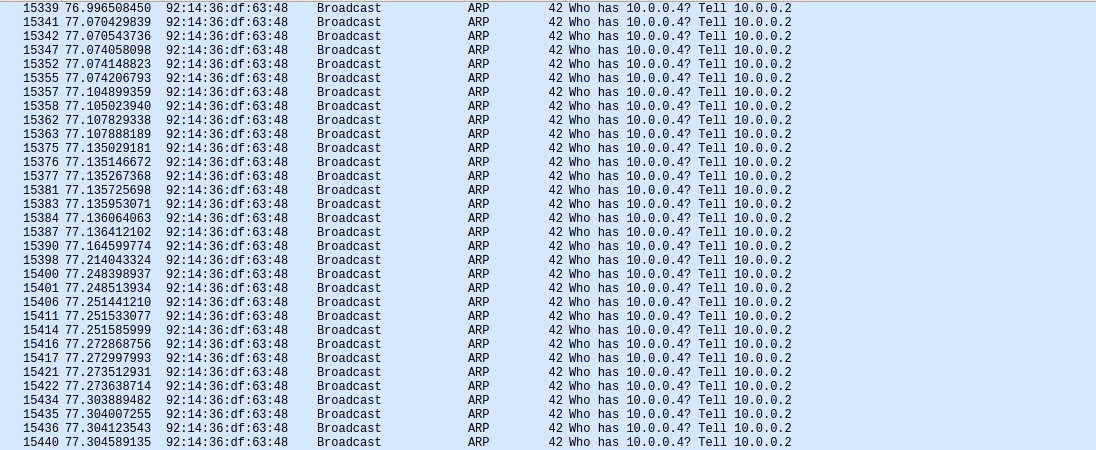 15339 76.996508450 92:14:36:df:63:48 Broadcast ARP 42 Who has 10.0.0.4? Tell 10.0.0.2
15341 77.070429839 92:14:36:df:63:48 Broadcast ARP 42 Who has 10.0.0.4? Tell 10.0.0.2
15342 77.070543736 92:14:36:df:63:48 Broadcast ARP 42 Who has 10.0.0.4? Tell 10.0.0.2
15347 77.074058098 92:14:36:df:63:48 Broadcast ARP 42 Who has 10.0.0.4? Tell 10.0.0.2
15352 77.074148823 92:14:36:df:63:48 Broadcast ARP 42 Who has 10.0.0.4? Tell 10.0.0.2
15355 77.074206793 92:14:36:df:63:48 Broadcast ARP 42 Who has 10.0.0.4? Tell 10.0.0.2
15357 77.104899359 92:14:36:df:63:48 Broadcast ARP 42 Who has 10.0.0.4? Tell 10.0.0.2
15358 77.105023940 92:14:36:df:63:48 Broadcast ARP 42 Who has 10.0.0.4? Tell 10.0.0.2
15362 77.107829338 92:14:36:df:63:48 Broadcast ARP 42 Who has 10.0.0.4? Tell 10.0.0.2
15363 77.107888189 92:14:36:df:63:48 Broadcast ARP 42 Who has 10.0.0.4? Tell 10.0.0.2
15375 77.135029181 92:14:36:df:63:48 Broadcast ARP 42 Who has 10.0.0.4? Tell 10.0.0.2
15376 77.135146672 92:14:36:df:63:48 Broadcast ARP 42 Who has 10.0.0.4? Tell 10.0.0.2
15377 77.135267368 92:14:36:df:63:48 Broadcast ARP 42 Who has 10.0.0.4? Tell 10.0.0.2
15381 77.135725698 92:14:36:df:63:48 Broadcast ARP 42 Who has 10.0.0.4? Tell 10.0.0.2
15383 77.135953071 92:14:36:df:63:48 Broadcast ARP 42 Who has 10.0.0.4? Tell 10.0.0.2
15384 77.136064063 92:14:36:df:63:48 Broadcast ARP 42 Who has 10.0.0.4? Tell 10.0.0.2
15387 77.136412102 92:14:36:df:63:48 Broadcast ARP 42 Who has 10.0.0.4? Tell 10.0.0.2
15390 77.164599774 92:14:36:df:63:48 Broadcast ARP 42 Who has 10.0.0.4? Tell 10.0.0.2
15398 77.214043324 92:14:36:df:63:48 Broadcast ARP 42 Who has 10.0.0.4? Tell 10.0.0.2
15400 77.248398937 92:14:36:df:63:48 Broadcast ARP 42 Who has 10.0.0.4? Tell 10.0.0.2
15401 77.248513934 92:14:36:df:63:48 Broadcast ARP 42 Who has 10.0.0.4? Tell 10.0.0.2
15406 77.251441210 92:14:36:df:63:48 Broadcast ARP 42 Who has 10.0.0.4? Tell 10.0.0.2
15411 77.251533077 92:14:36:df:63:48 Broadcast ARP 42 Who has 10.0.0.4? Tell 10.0.0.2
15414 77.251585999 92:14:36:df:63:48 Broadcast ARP 42 Who has 10.0.0.4? Tell 10.0.0.2
15416 77.272868756 92:14:36:df:63:48 Broadcast ARP 42 Who has 10.0.0.4? Tell 10.0.0.2
15417 77.272997993 92:14:36:df:63:48 Broadcast ARP 42 Who has 10.0.0.4? Tell 10.0.0.2
15421 77.273512931 92:14:36:df:63:48 Broadcast ARP 42 Who has 10.0.0.4? Tell 10.0.0.2
15422 77.273638714 92:14:36:df:63:48 Broadcast ARP 42 Who has 10.0.0.4? Tell 10.0.0.2
15434 77.303889482 92:14:36:df:63:48 Broadcast ARP 42 Who has 10.0.0.4? Tell 10.0.0.2
15435 77.304007255 92:14:36:df:63:48 Broadcast ARP 42 Who has 10.0.0.4? Tell 10.0.0.2
15436 77.304123543 92:14:36:df:63:48 Broadcast ARP 42 Who has 10.0.0.4? Tell 10.0.0.2
15440 77.304589135 92:14:36:df:63:48 Broadcast ARP 42 Who has 10.0.0.4? Tell 10.0.0.2